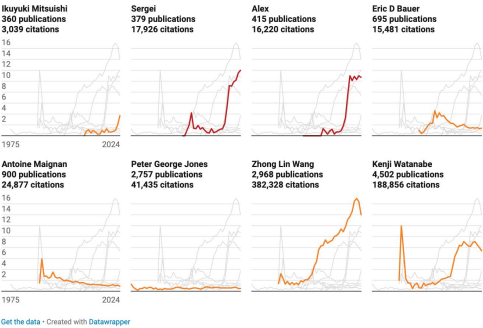 Ikuyuki Mitsuishi
360 publications
3,039 citations
Sergei
379 publications
17,926 citations
Alex
415 publications
16,220 citations
Eric D Bauer
695 publications
15,481 citations
16
14
12
10
8
6
4
2
1975
2024
Antoine Maignan
900 publications
24,877 citations
Peter George Jones
2,757 publications
41,435 citations
Zhong Lin Wang
2,968 publications
382,328 citations
Kenji Watanabe
4,502 publications
188,856 citations
16
14
12
10
8
6
4
2
1975
2024
Get the data • Created with Datawrapper